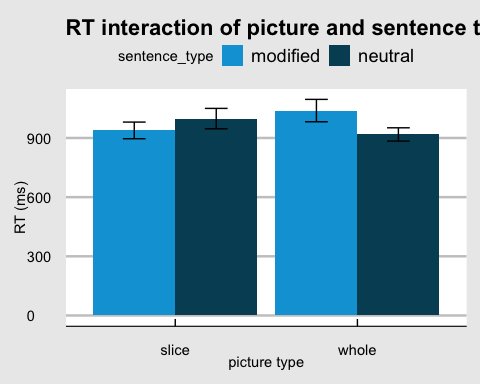 RT interaction of picture and sentence t
sentence_type modified neutral
RT (ms)
900
600
300
0
slice whole
picture type